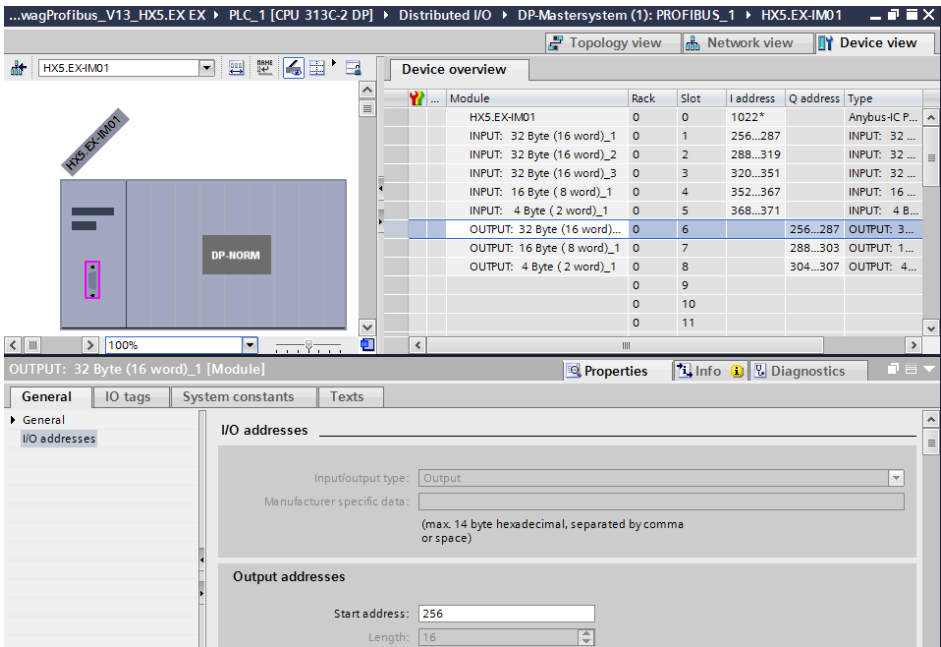 ...wagProfibus_V13_HX5.EX EX ▸ PLC_1 [CPU 313C-2 DP] ▸ Distributed I/O ▸ DP-Mastersystem (1): PROFIBUS_1 ▸ HX5.EX-IM01
Topology view Network view Device view
HX5.EX-IM01
NAME
Device overview
... Module Rack Slot I address Q address Type
HX5.EX-IM01 0 0 1022* Anybus-IC P...
INPUT: 32 Byte (16 word)_1 0 1 256...287 INPUT: 32 ...
INPUT: 32 Byte (16 word)_2 0 2 288...319 INPUT: 32 ...
INPUT: 32 Byte (16 word)_3 0 3 320...351 INPUT: 32 ...
INPUT: 16 Byte ( 8 word)_1 0 4 352...367 INPUT: 16 ...
INPUT: 4 Byte ( 2 word)_1 0 5 368...371 INPUT: 4 B...
OUTPUT: 32 Byte (16 word)... 0 6 256...287 OUTPUT: 3...
OUTPUT: 16 Byte ( 8 word)_1 0 7 288...303 OUTPUT: 1...
OUTPUT: 4 Byte ( 2 word)_1 0 8 304...307 OUTPUT: 4...
0 9
0 10
0 11
HX5.EX-IM01
DP-NORM
100%
OUTPUT: 32 Byte (16 word)_1 [Module]
Properties Info Diagnostics
General IO tags System constants Texts
General
I/O addresses
I/O addresses
Input/output type: Output
Manufacturer specific data:
(max. 14 byte hexadecimal, separated by comma
or space)
Output addresses
Start address: 256
Length: 16